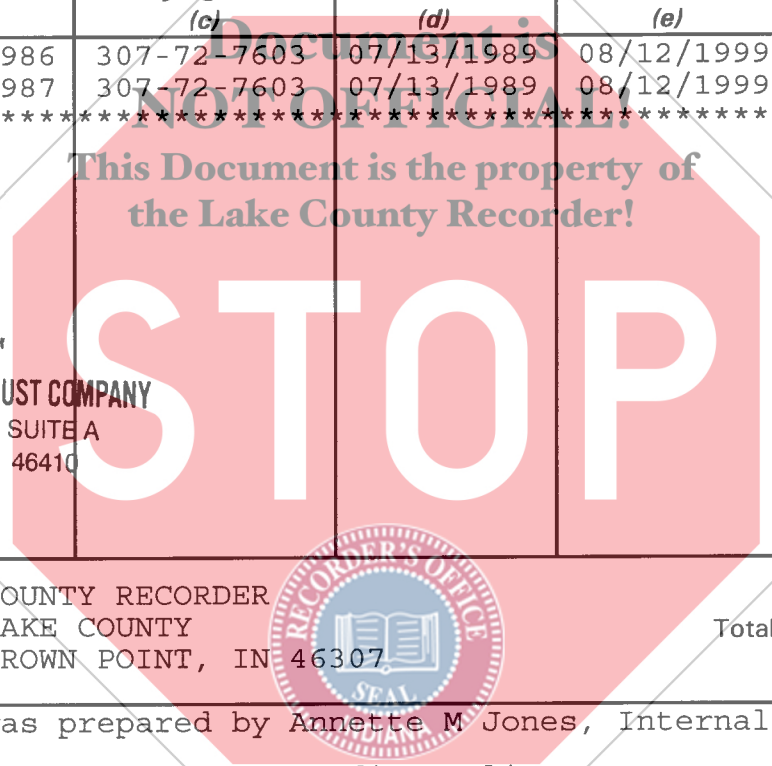 (c) (d) (e)
Document is
986 307-72-7603 07/13/1989 08/12/1999
987 307-72-7603 07/13/1989 08/12/1999
NOT OFFICIAL!
*****************************************
This Document is the property of
the Lake County Recorder!
STOP
UST COMPANY
SUITE A
46410
RECORDER'S OFFICE
SEAL
INDIANA
OUNTY RECORDER
AKE COUNTY
ROWN POINT, IN 46307
Total
as prepared by Annette M Jones, Internal